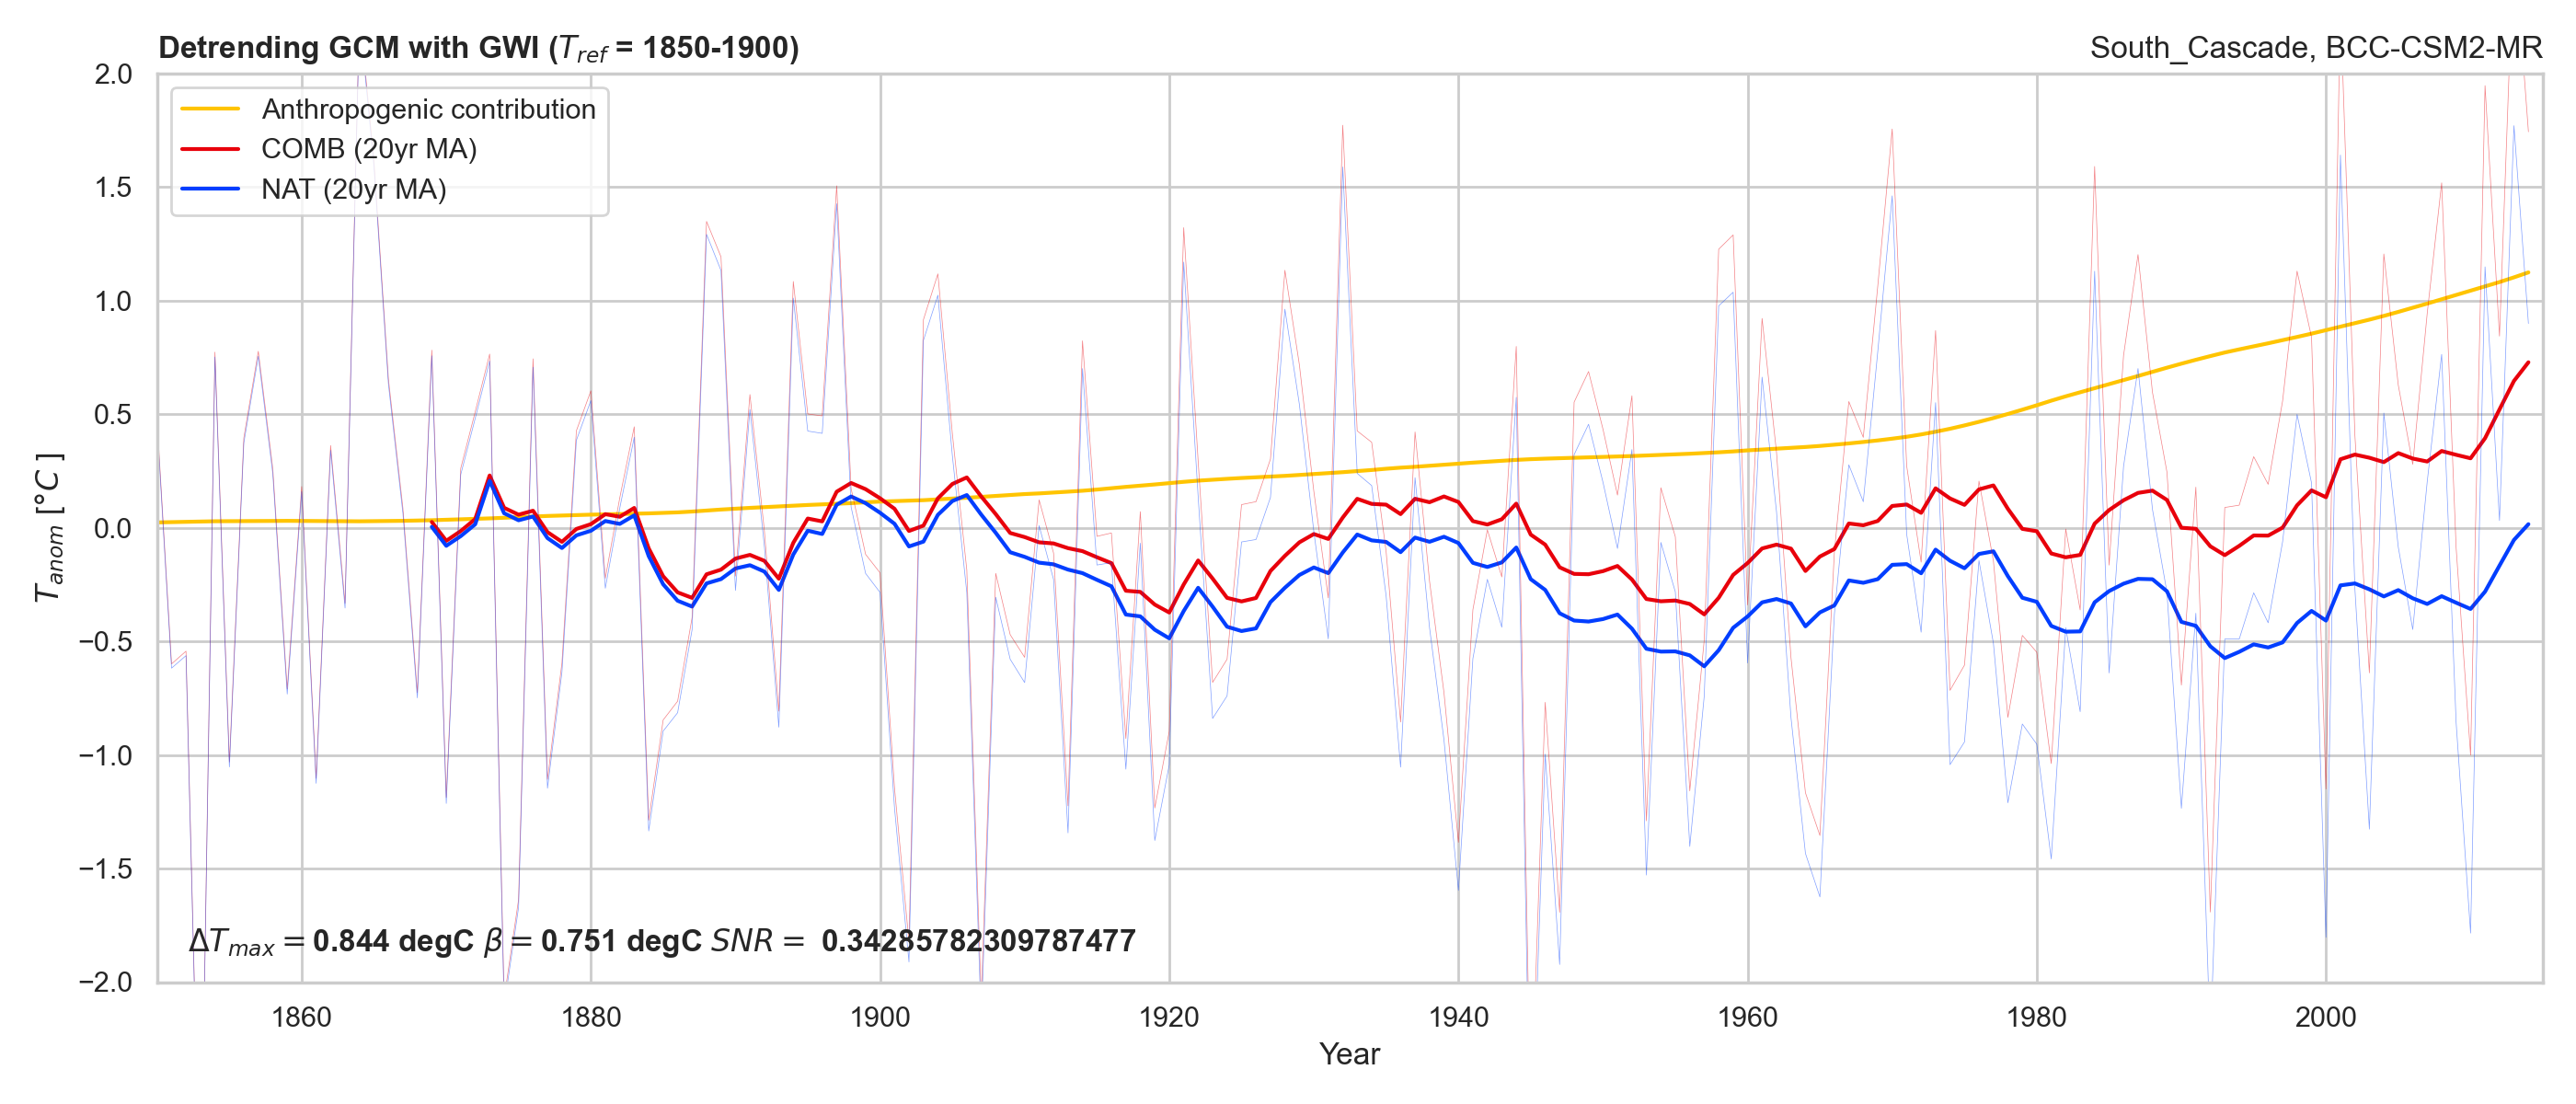 Detrending GCM with GWI (T_ref = 1850-1900)
South_Cascade, BCC-CSM2-MR
Anthropogenic contribution
COMB (20yr MA)
NAT (20yr MA)
T_anom [°C ]
2.0
1.5
1.0
0.5
0.0
−0.5
−1.0
−1.5
−2.0
ΔT_max = 0.844 degC β = 0.751 degC SNR = 0.34285782309787477
1860 1880 1900 1920 1940 1960 1980 2000
Year